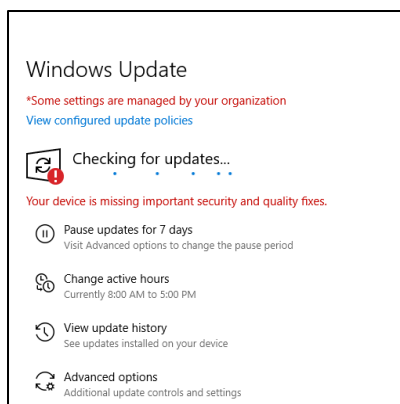 Windows Update
*Some settings are managed by your organization
View configured update policies
Checking for updates...
Your device is missing important security and quality fixes.
Pause updates for 7 days
Visit Advanced options to change the pause period
Change active hours
Currently 8:00 AM to 5:00 PM
View update history
See updates installed on your device
Advanced options
Additional update controls and settings